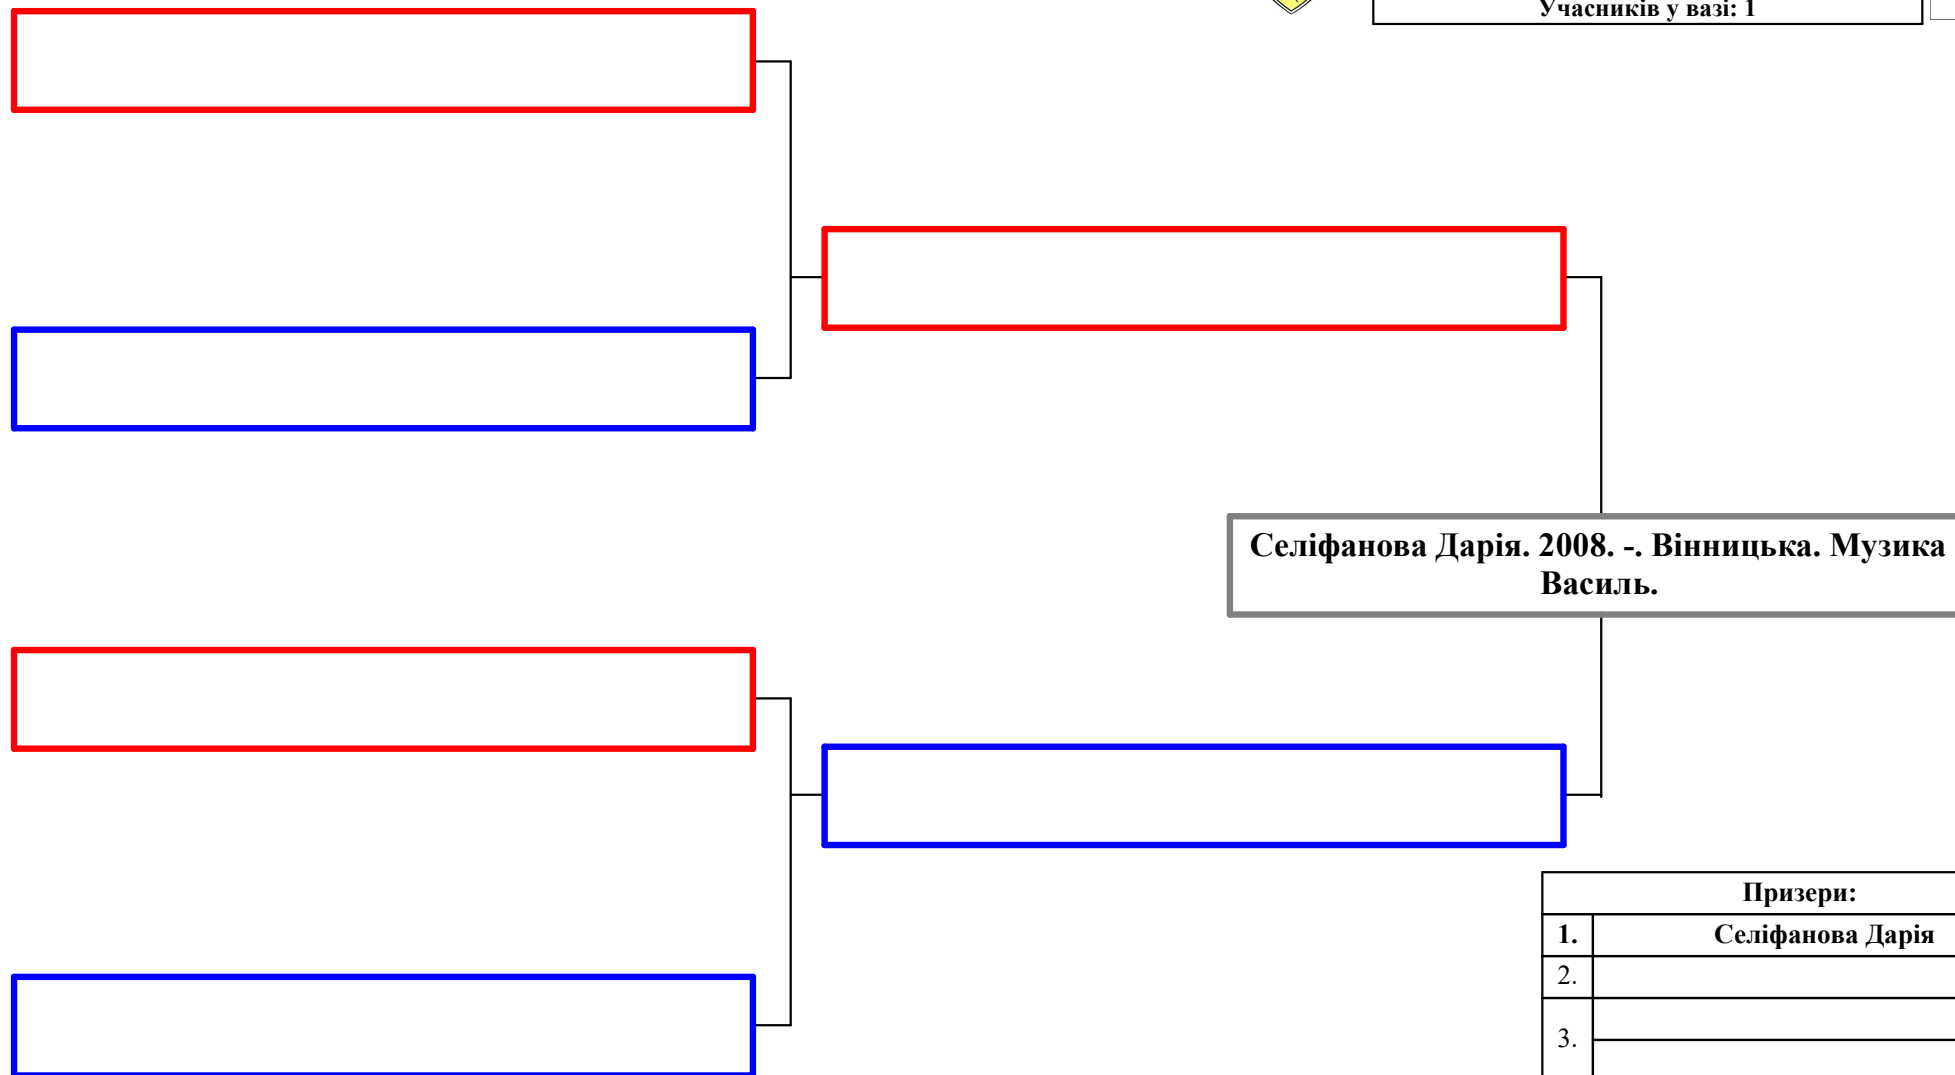 Учасників у вазі: 1
Селіфанова Дарія. 2008. -. Вінницька. Музика
Василь.
Призери:
1. Селіфанова Дарія
2.
3.